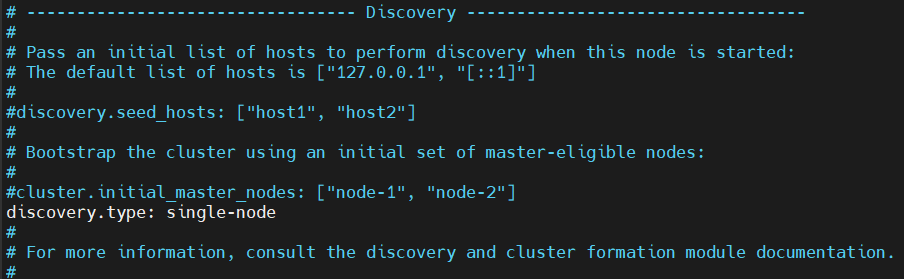 # --------------------------------- Discovery ----------------------------------
#
# Pass an initial list of hosts to perform discovery when this node is started:
# The default list of hosts is ["127.0.0.1", "[::1]"]
#
#discovery.seed_hosts: ["host1", "host2"]
#
# Bootstrap the cluster using an initial set of master-eligible nodes:
#
#cluster.initial_master_nodes: ["node-1", "node-2"]
discovery.type: single-node
#
# For more information, consult the discovery and cluster formation module documentation.
#